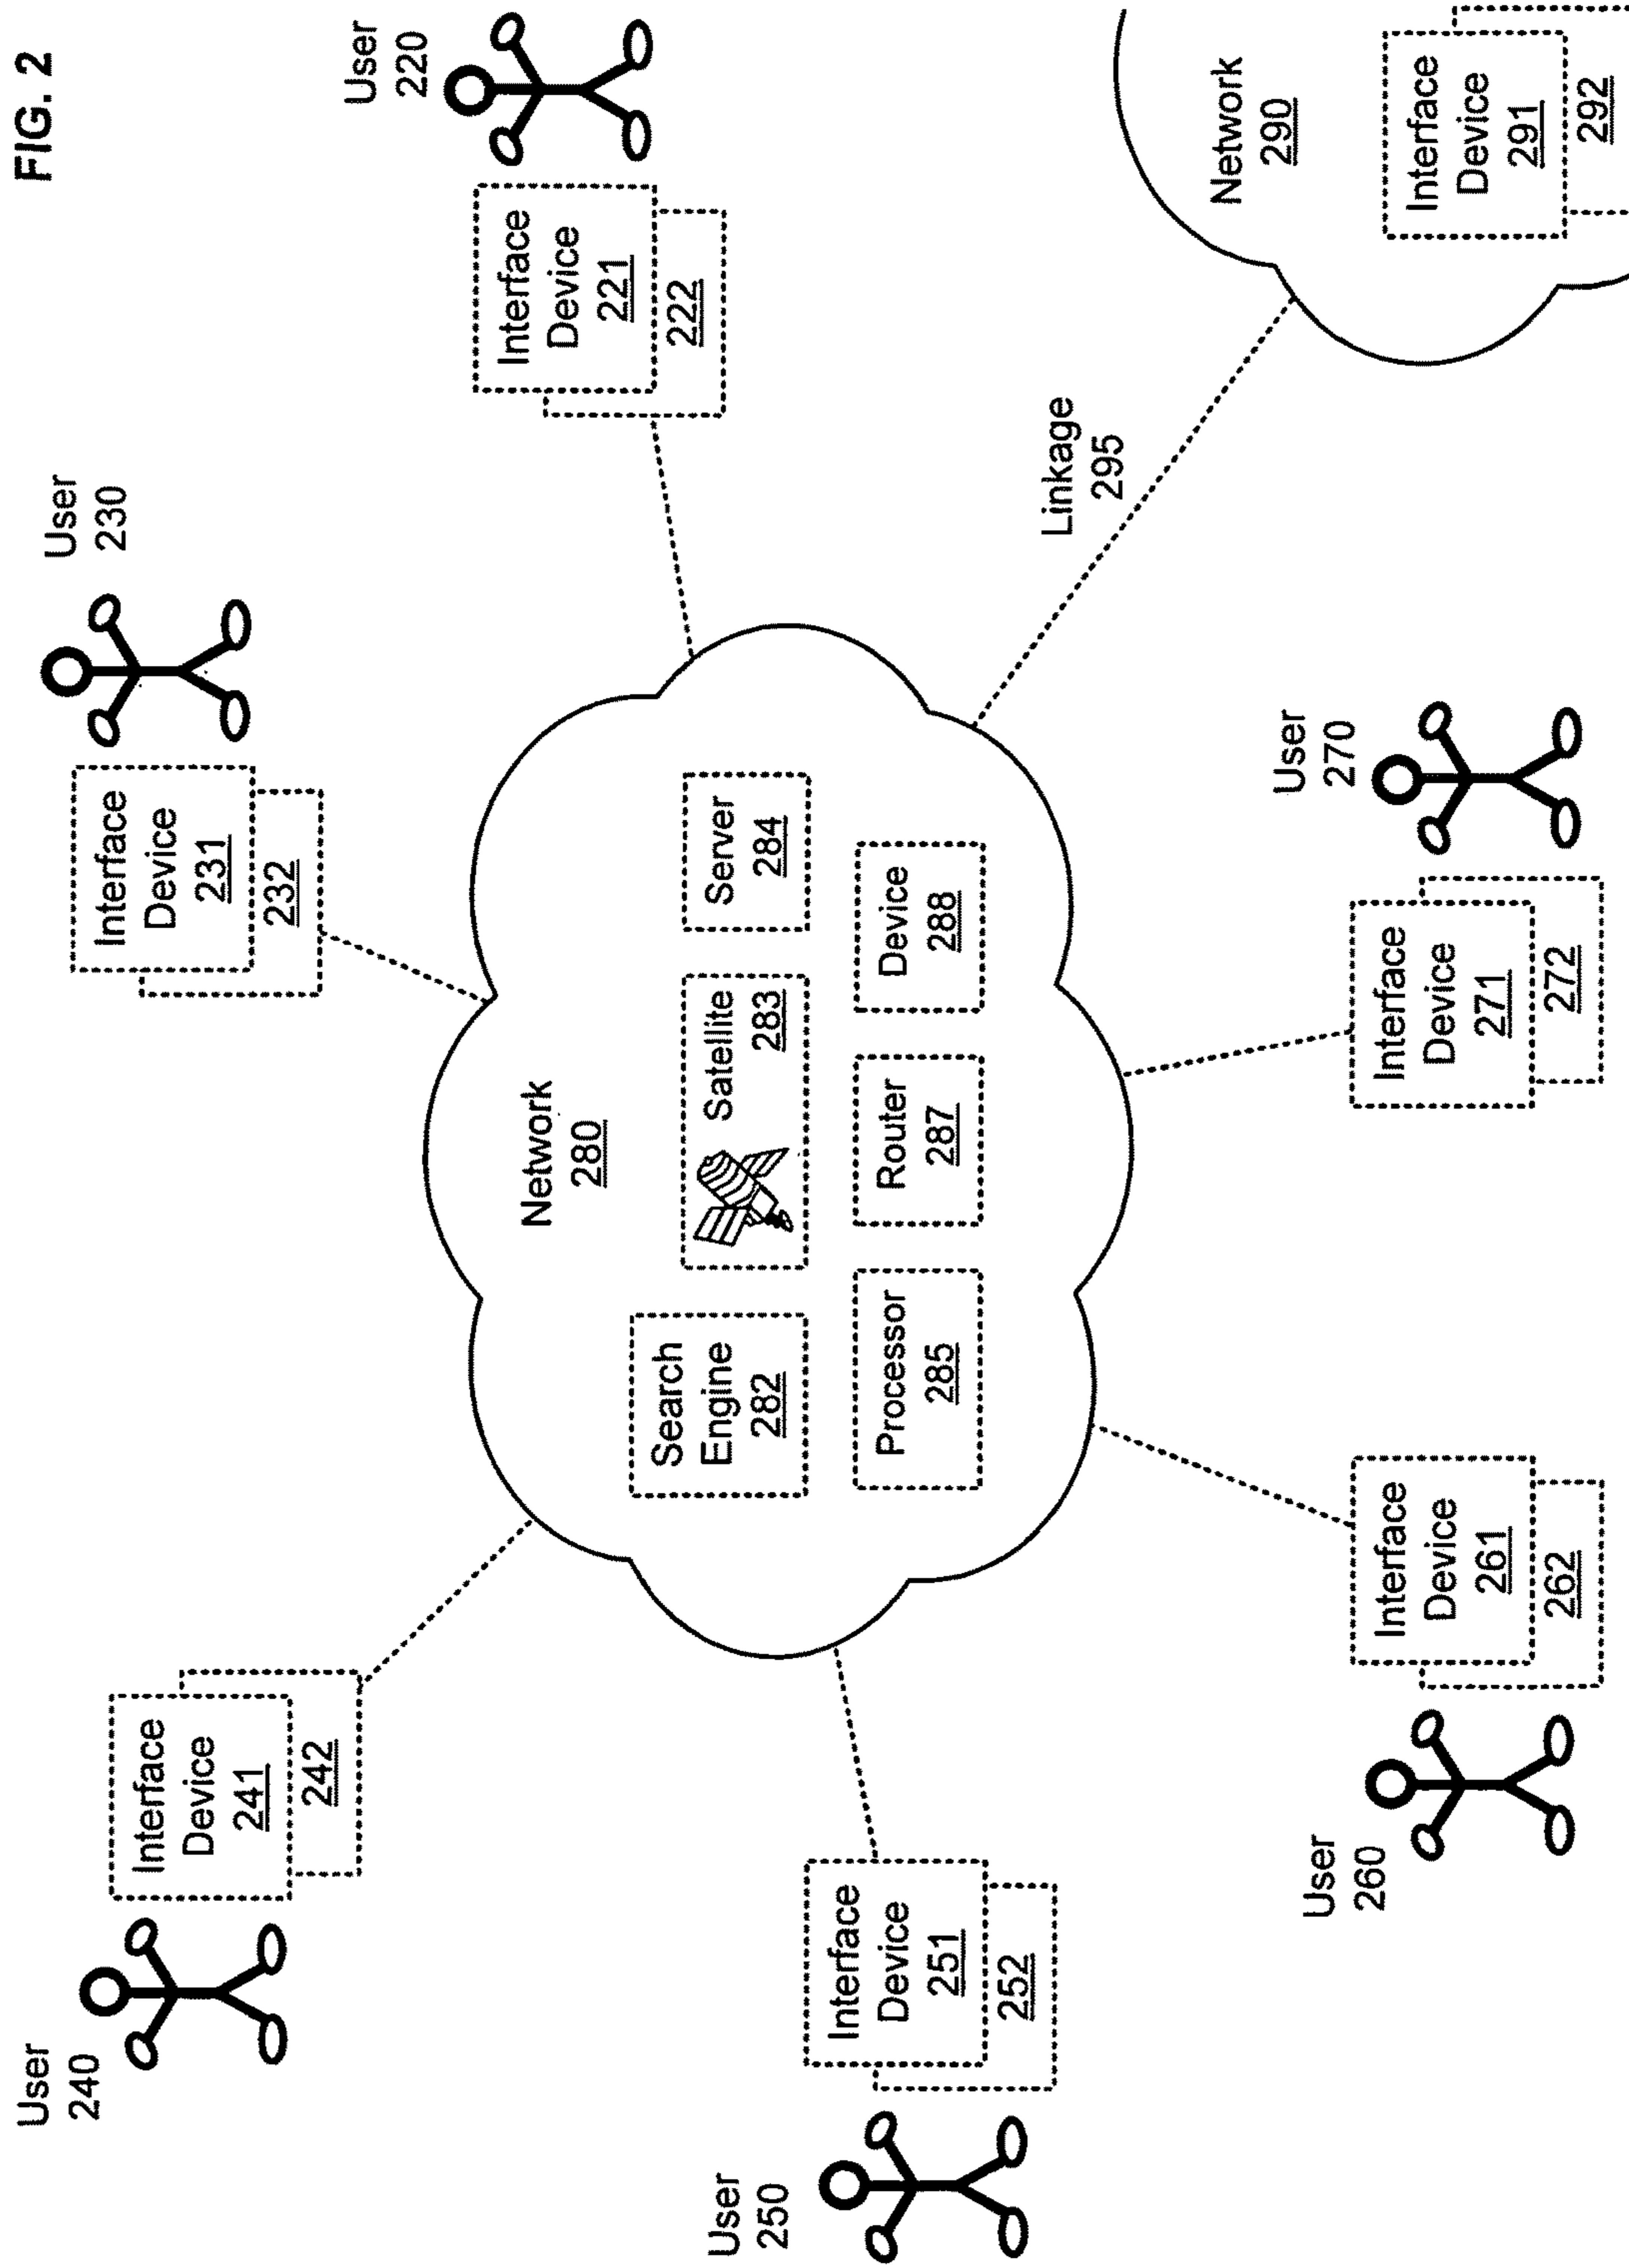 FIG. 2
User
240
Interface
Device
241
242
User
230
Interface
Device
231
232
User
220
Interface
Device
221
222
User
250
Interface
Device
251
252
Network
280
Search
Engine
282
Satellite
283
Server
284
Processor
285
Router
287
Device
288
Linkage
295
User
260
Interface
Device
261
262
User
270
Interface
Device
271
272
Network
290
Interface
Device
291
292